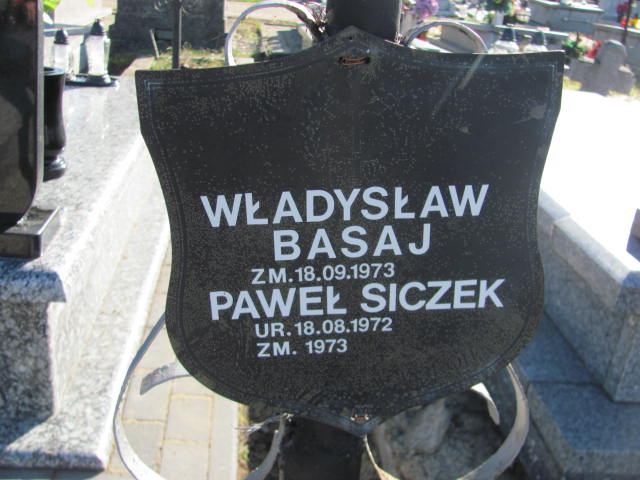 WŁADYSŁAW
BASAJ
ZM.18.09.1973
PAWEŁ SICZEK
UR.18.08.1972
ZM. 1973